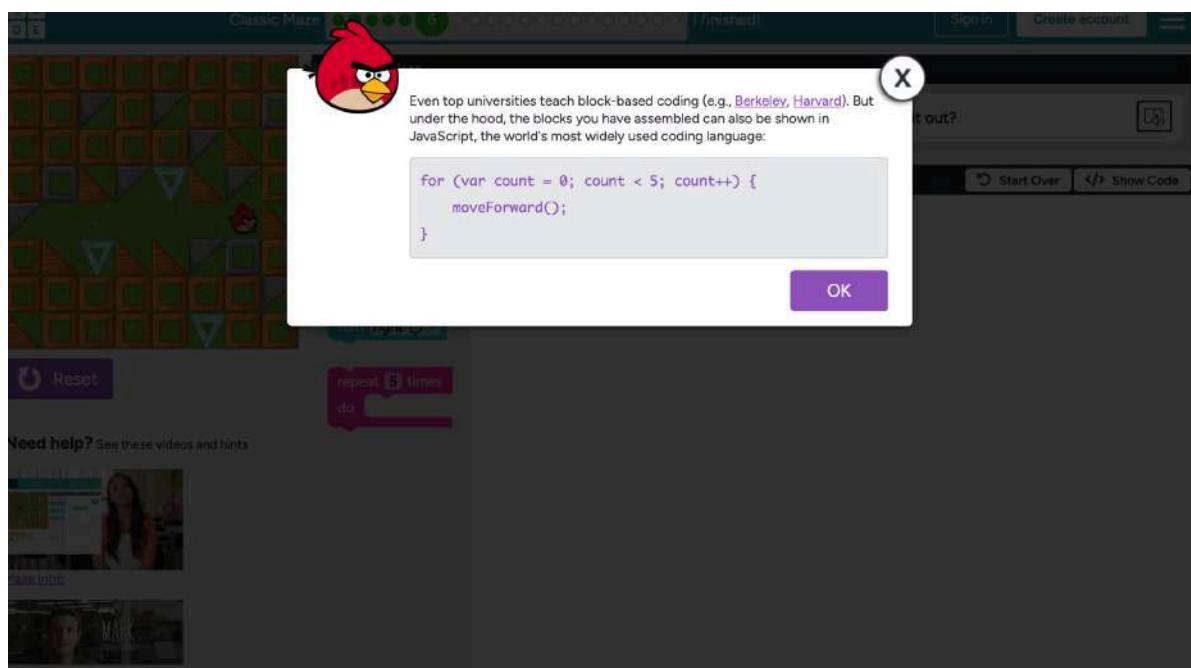 D E
Classic Maze
6
I finished!
Sign in
Create account
X
Even top universities teach block-based coding (e.g., Berkeley, Harvard). But
under the hood, the blocks you have assembled can also be shown in
JavaScript, the world's most widely used coding language:
for (var count = 0; count < 5; count++) {
moveForward();
}
OK
t out?
Start Over
</> Show Code
Reset
repeat 5 times
do
Need help? See these videos and hints
Maze Intro
MARK